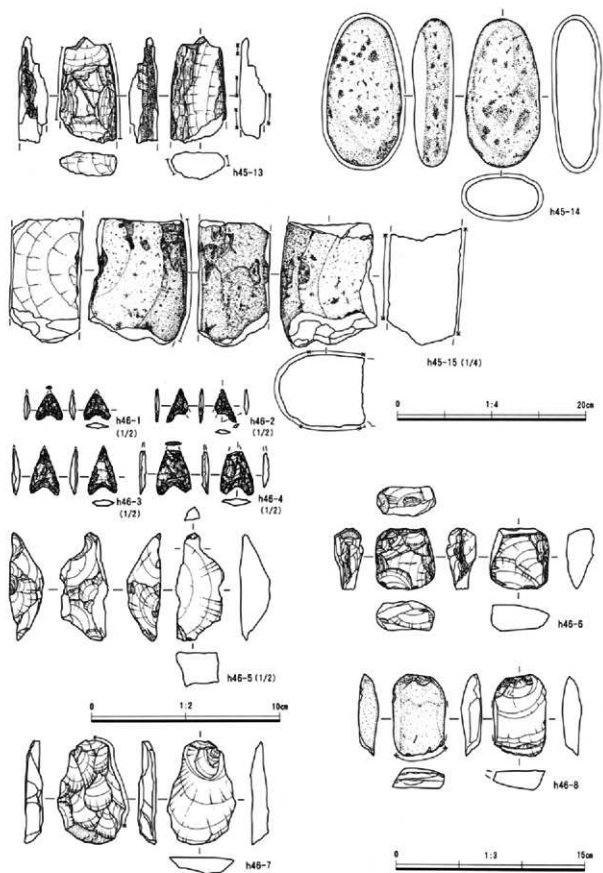 h45-13
h45-14
h45-15 (1/4)
0 1:4 20cm
h46-1
(1/2)
h46-2
(1/2)
h46-3
(1/2)
h46-4
(1/2)
h46-5 (1/2)
h46-6
0 1:2 10cm
h46-7
h46-8
0 1:3 15cm